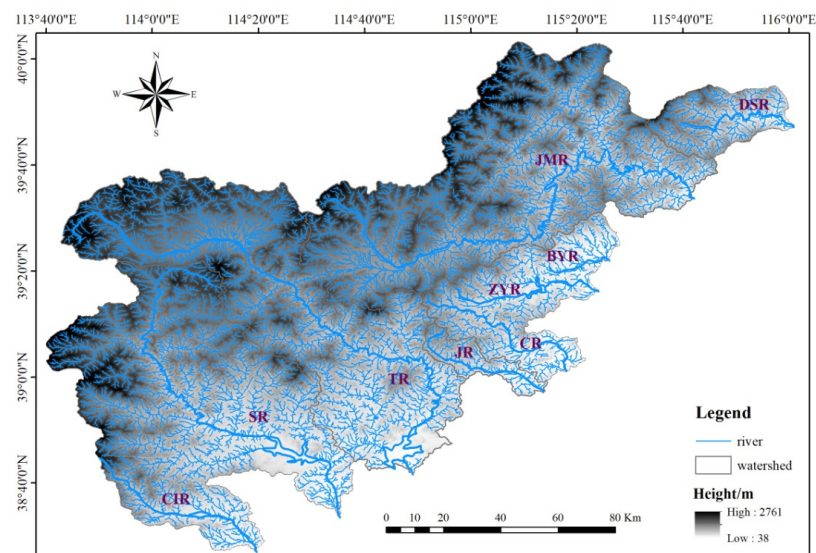 113°40'0"E 114°0'0"E 114°20'0"E 114°40'0"E 115°0'0"E 115°20'0"E 115°40'0"E 116°0'0"E
40°0'0"N
39°40'0"N
39°20'0"N
39°0'0"N
38°40'0"N
N
W E
S
DSR
JMR
BYR
ZYR
CR
JR
TR
SR
CIR
Legend
river
watershed
Height/m
High : 2761
Low : 38
0 10 20 40 60 80 Km